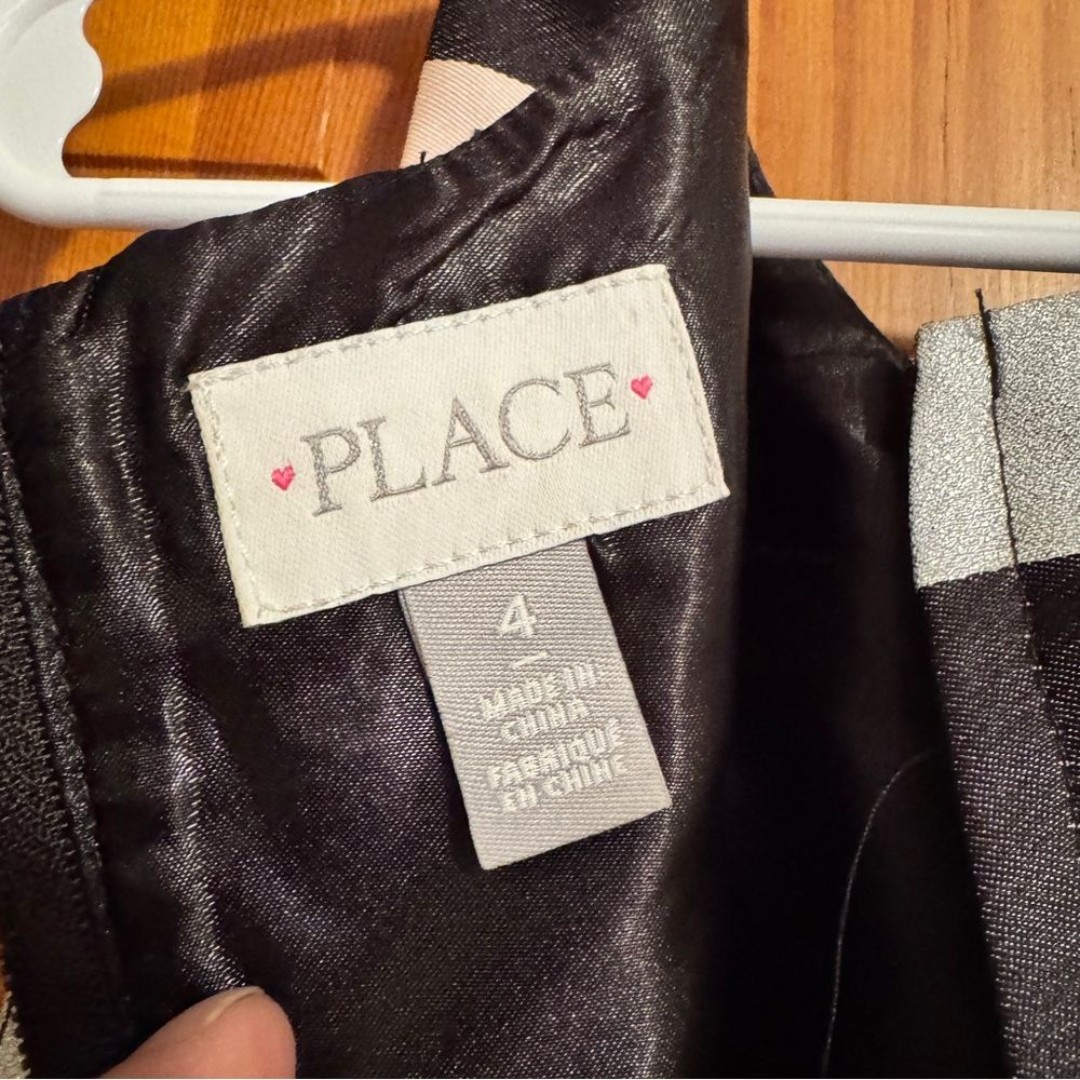 PLACE
4
MADE IN
CHINA
FABRIQUÉ
EN CHINE